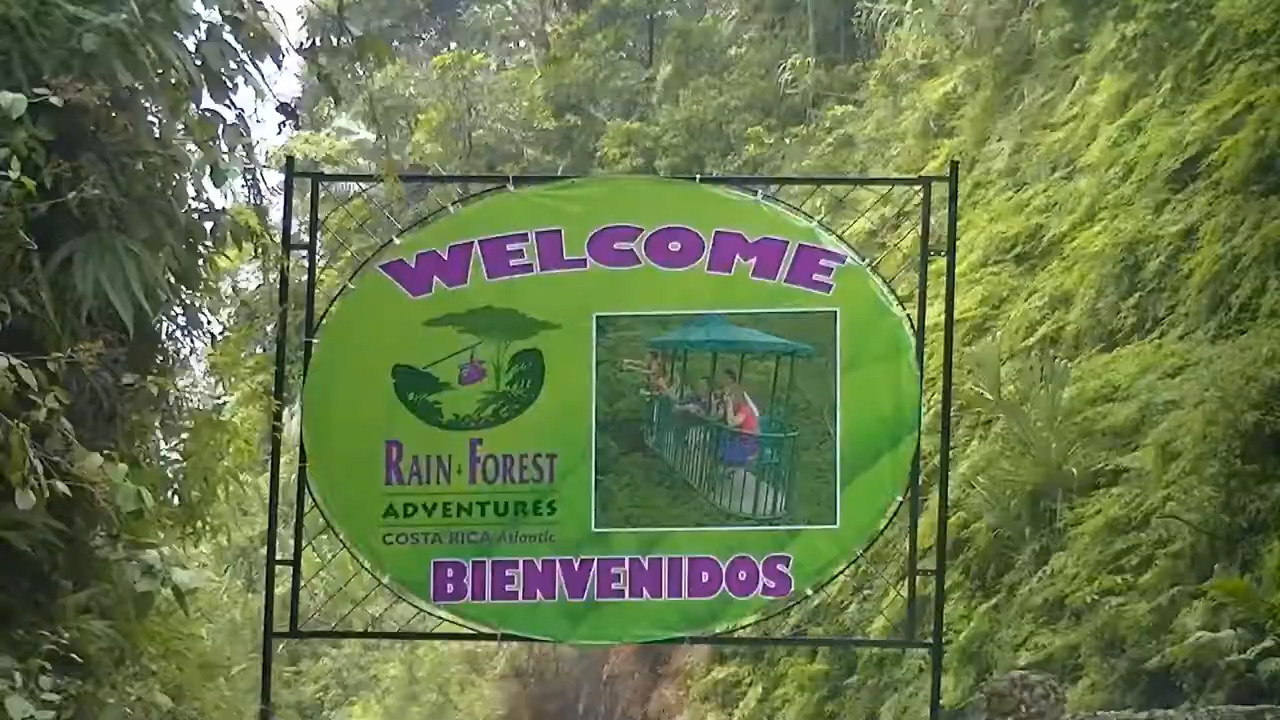 WELCOME
RAIN FOREST
ADVENTURES
COSTA RICA Atlantic
BIENVENIDOS